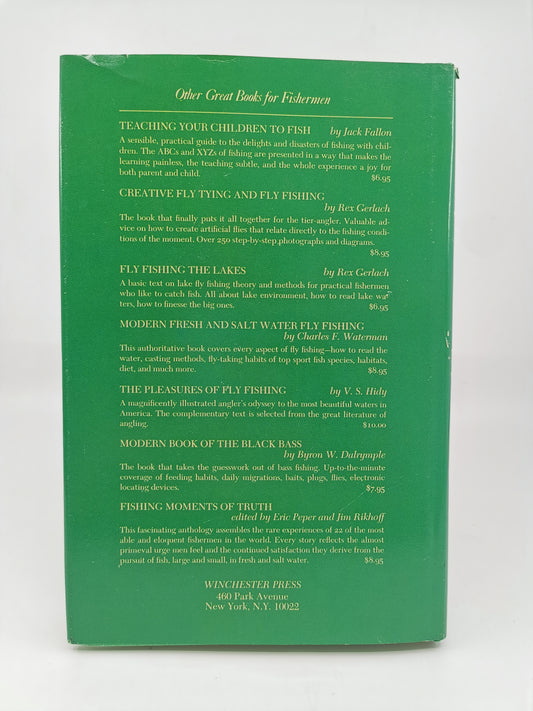 Other Great Books for Fishermen
TEACHING YOUR CHILDREN TO FISH by Jack Fallon
A sensible, practical guide to the delights and disasters of fishing with chil-
dren. The ABCs and XYZs of fishing are presented in a way that makes the
learning painless, the teaching subtle, and the whole experience a joy for
both parent and child. $6.95
CREATIVE FLY TYING AND FLY FISHING
by Rex Gerlach
The book that finally puts it all together for the tier-angler. Valuable ad-
vice on how to create artificial flies that relate directly to the fishing condi-
tions of the moment. Over 250 step-by-step photographs and diagrams.
$8.95
FLY FISHING THE LAKES by Rex Gerlach
A basic text on lake fly fishing theory and methods for practical fishermen
who like to catch fish. All about lake environment, how to read lake wa-
ters, how to finesse the big ones. $6.95
MODERN FRESH AND SALT WATER FLY FISHING
by Charles F. Waterman
This authoritative book covers every aspect of fly fishing—how to read the
water, casting methods, fly-taking habits of top sport fish species, habitats,
diet, and much more. $8.95
THE PLEASURES OF FLY FISHING by V. S. Hidy
A magnificently illustrated angler's odyssey to the most beautiful waters in
America. The complementary text is selected from the great literature of
angling. $10.00
MODERN BOOK OF THE BLACK BASS
by Byron W. Dalrymple
The book that takes the guesswork out of bass fishing. Up-to-the-minute
coverage of feeding habits, daily migrations, baits, plugs, flies, electronic
locating devices. $7.95
FISHING MOMENTS OF TRUTH
edited by Eric Peper and Jim Rikhoff
This fascinating anthology assembles the rare experiences of 22 of the most
able and eloquent fishermen in the world. Every story reflects the almost
primeval urge men feel and the continued satisfaction they derive from the
pursuit of fish, large and small, in fresh and salt water. $8.95
WINCHESTER PRESS
460 Park Avenue
New York, N.Y. 10022